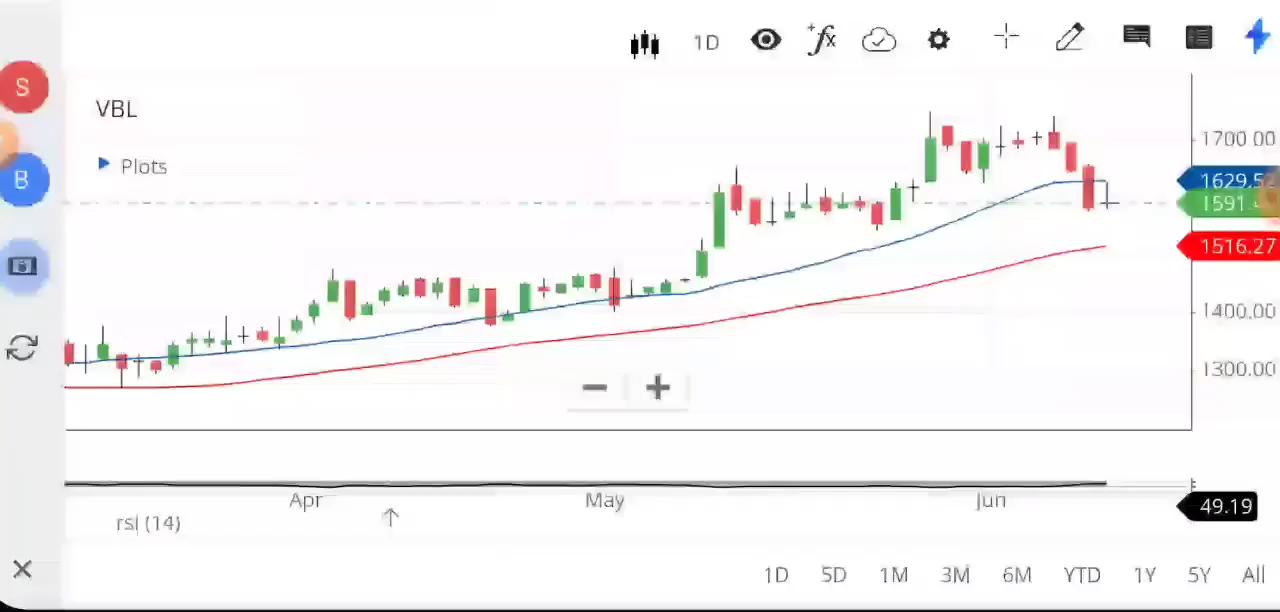 S
1D
fx
VBL
Plots
B
1700.00
1629.5
1591.
1516.27
1400.00
1300.00
Apr May Jun
49.19
rsi (14)
1D 5D 1M 3M 6M YTD 1Y 5Y All